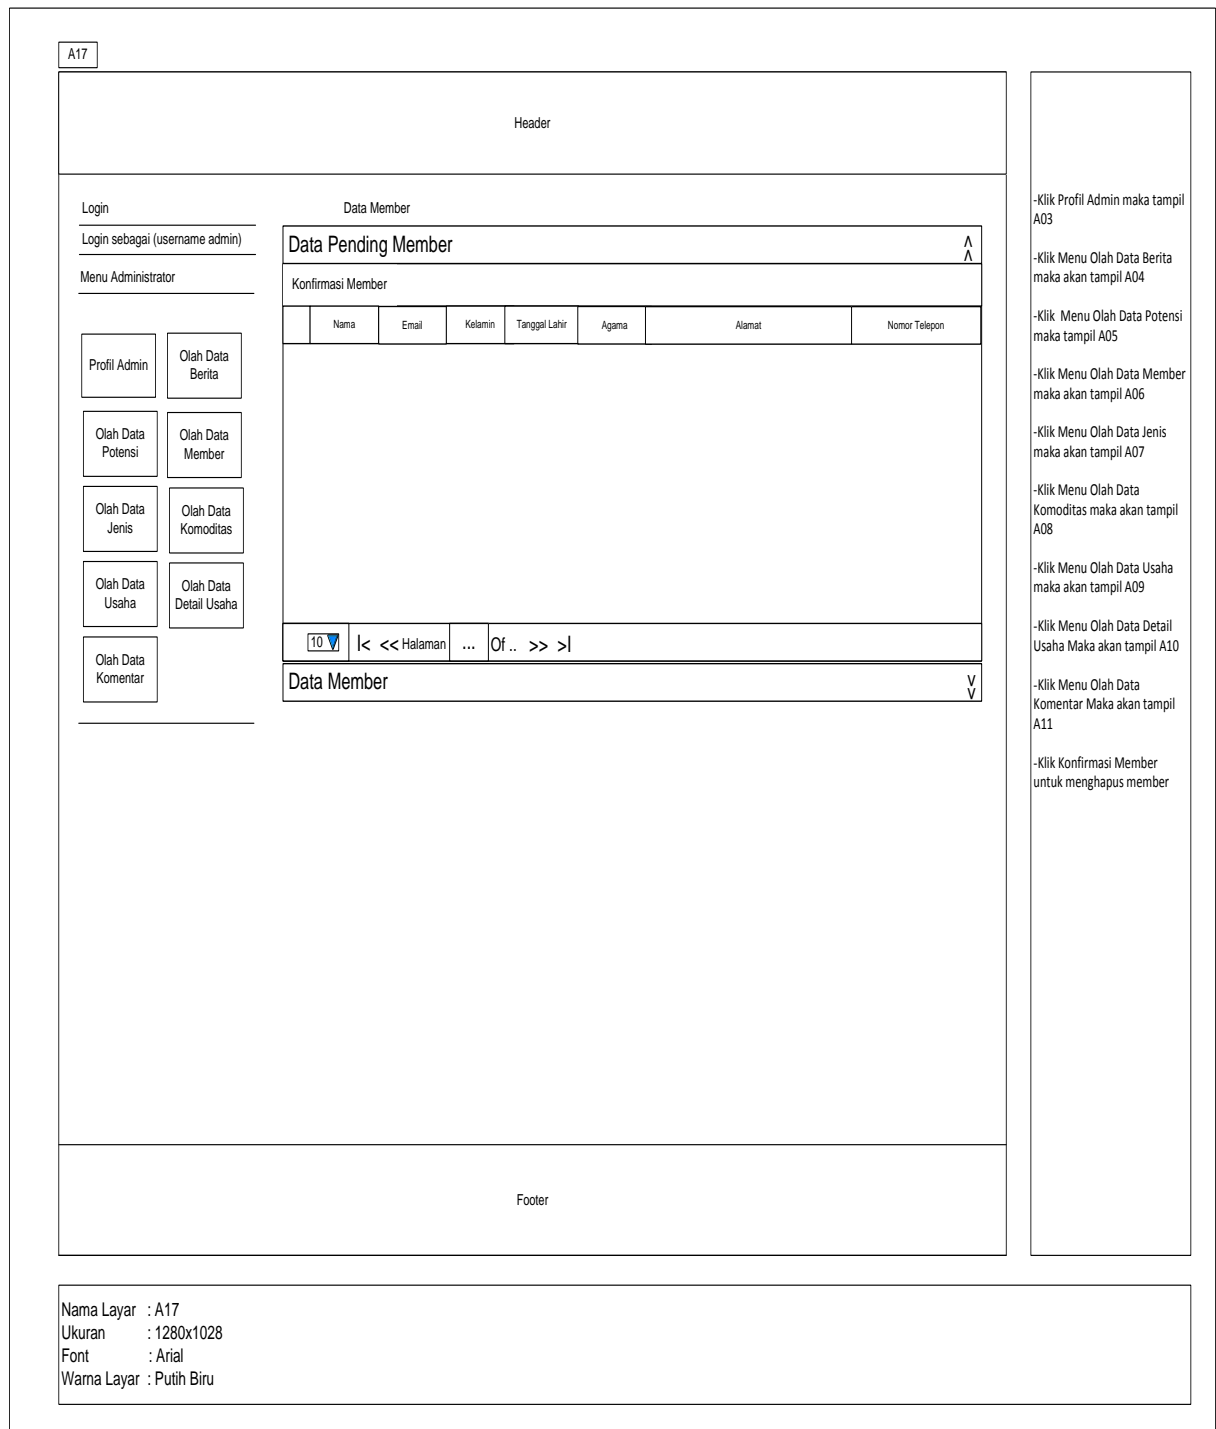 A17
Header
Login
Login sebagai (username admin)
Menu Administrator
Profil Admin
Olah Data
Berita
Olah Data
Potensi
Olah Data
Member
Olah Data
Jenis
Olah Data
Komoditas
Olah Data
Usaha
Olah Data
Detail Usaha
Olah Data
Komentar
Data Member
Data Pending Member
Konfirmasi Member
Nama Email Kelamin Tanggal Lahir Agama Alamat Nomor Telepon
10 |< << Halaman ... Of .. >> >|
Data Member
-Klik Profil Admin maka tampil
A03
-Klik Menu Olah Data Berita
maka akan tampil A04
-Klik  Menu Olah Data Potensi
maka tampil A05
-Klik Menu Olah Data Member
maka akan tampil A06
-Klik Menu Olah Data Jenis
maka akan tampil A07
-Klik Menu Olah Data
Komoditas maka akan tampil
A08
-Klik Menu Olah Data Usaha
maka akan tampil A09
-Klik Menu Olah Data Detail
Usaha Maka akan tampil A10
-Klik Menu Olah Data
Komentar Maka akan tampil
A11
-Klik Konfirmasi Member
untuk menghapus member
Footer
Nama Layar : A17
Ukuran : 1280x1028
Font : Arial
Warna Layar : Putih Biru